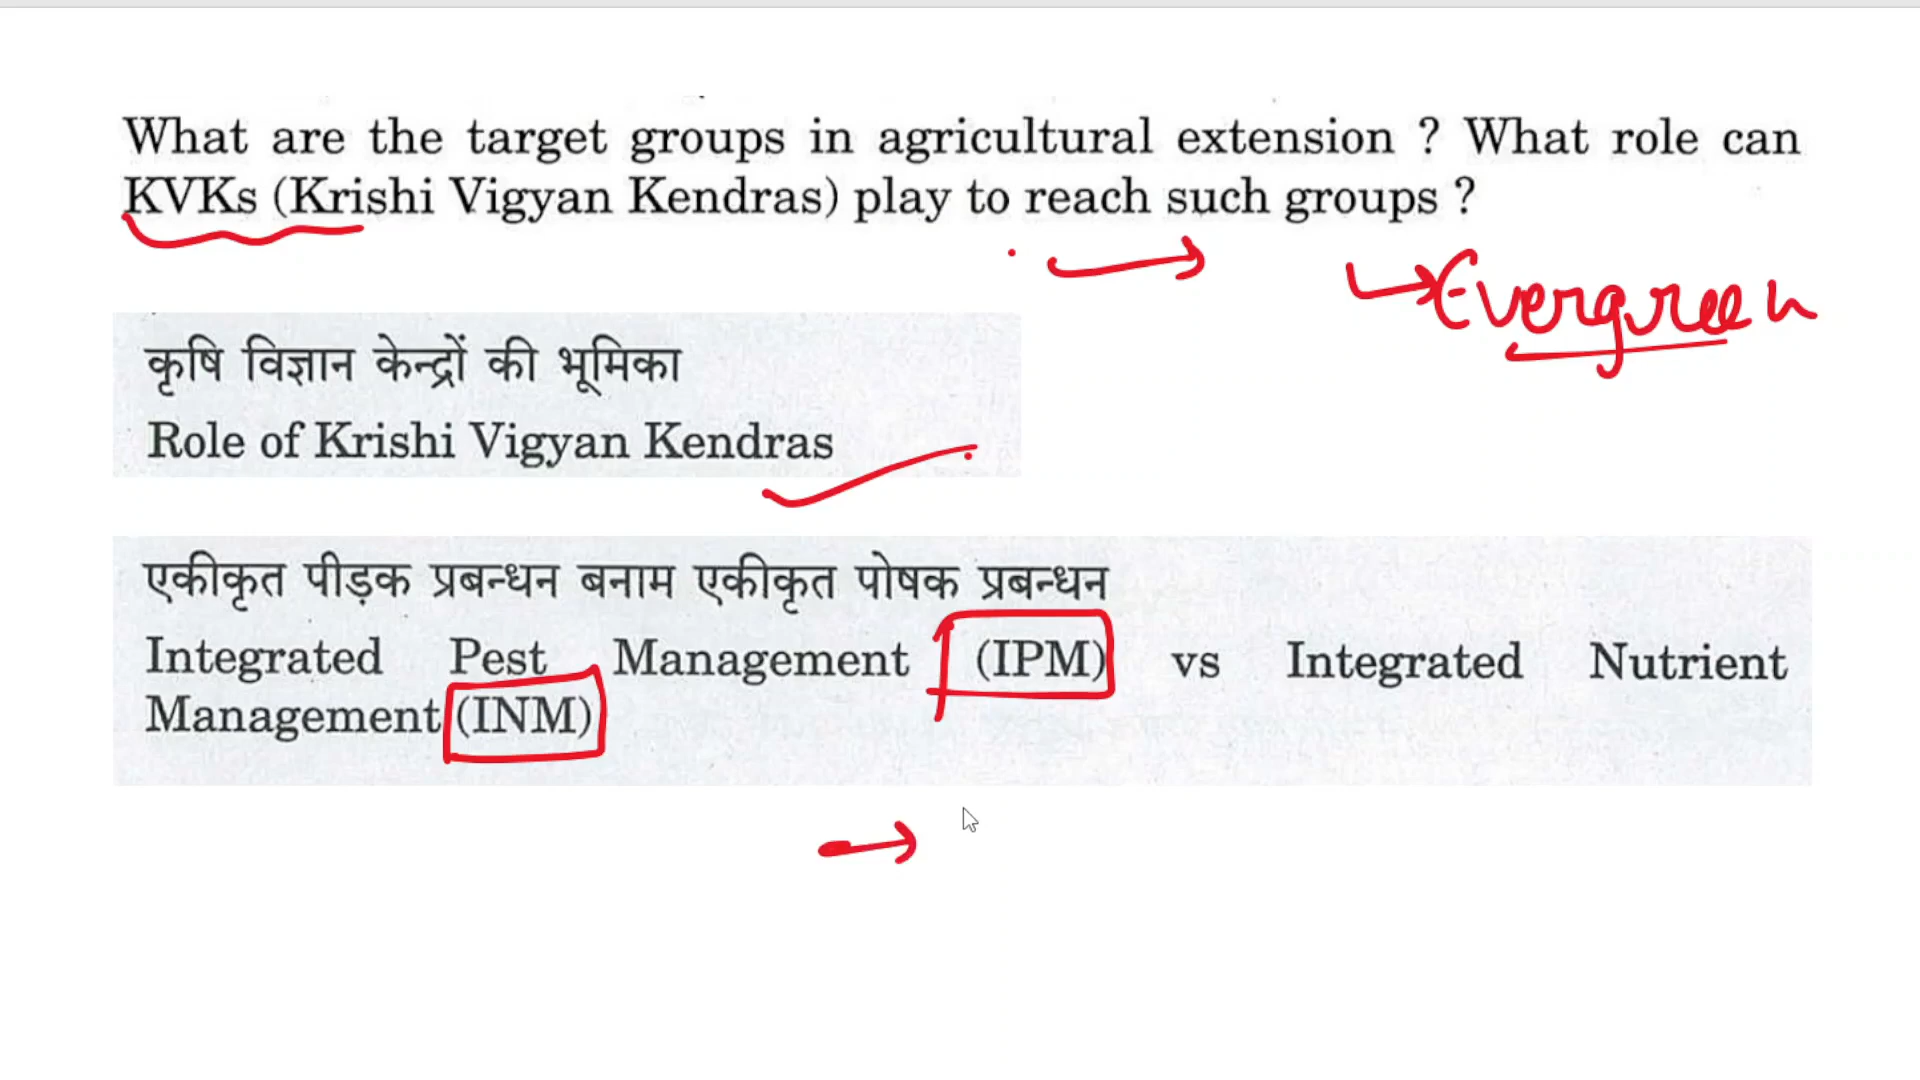 What are the target groups in agricultural extension ? What role can
KVKs (Krishi Vigyan Kendras) play to reach such groups ?
Evergreen
कृषि विज्ञान केन्द्रों की भूमिका
Role of Krishi Vigyan Kendras
एकीकृत पीड़क प्रबन्धन बनाम एकीकृत पोषक प्रबन्धन
Integrated Pest Management (IPM) vs Integrated Nutrient
Management (INM)